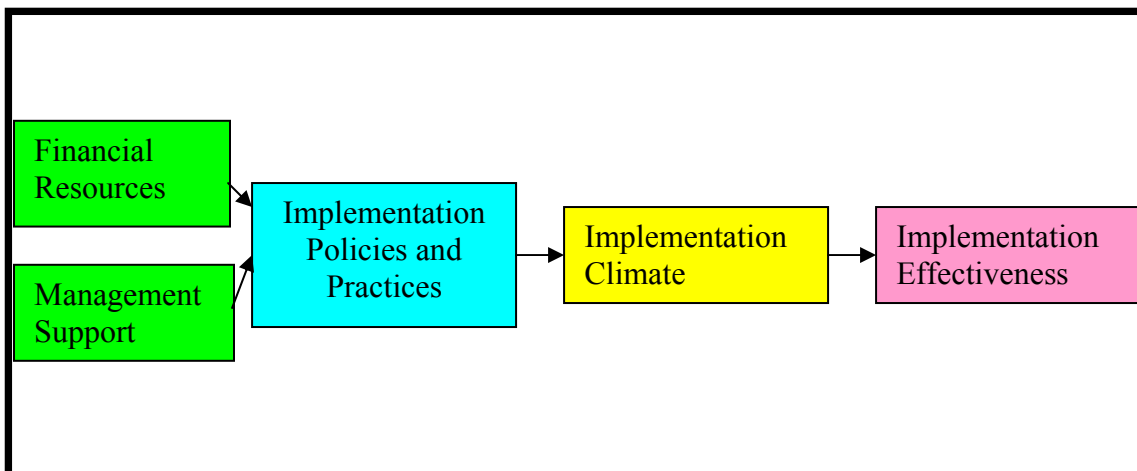 Financial
Resources
Management
Support
Implementation
Policies and
Practices
Implementation
Climate
Implementation
Effectiveness